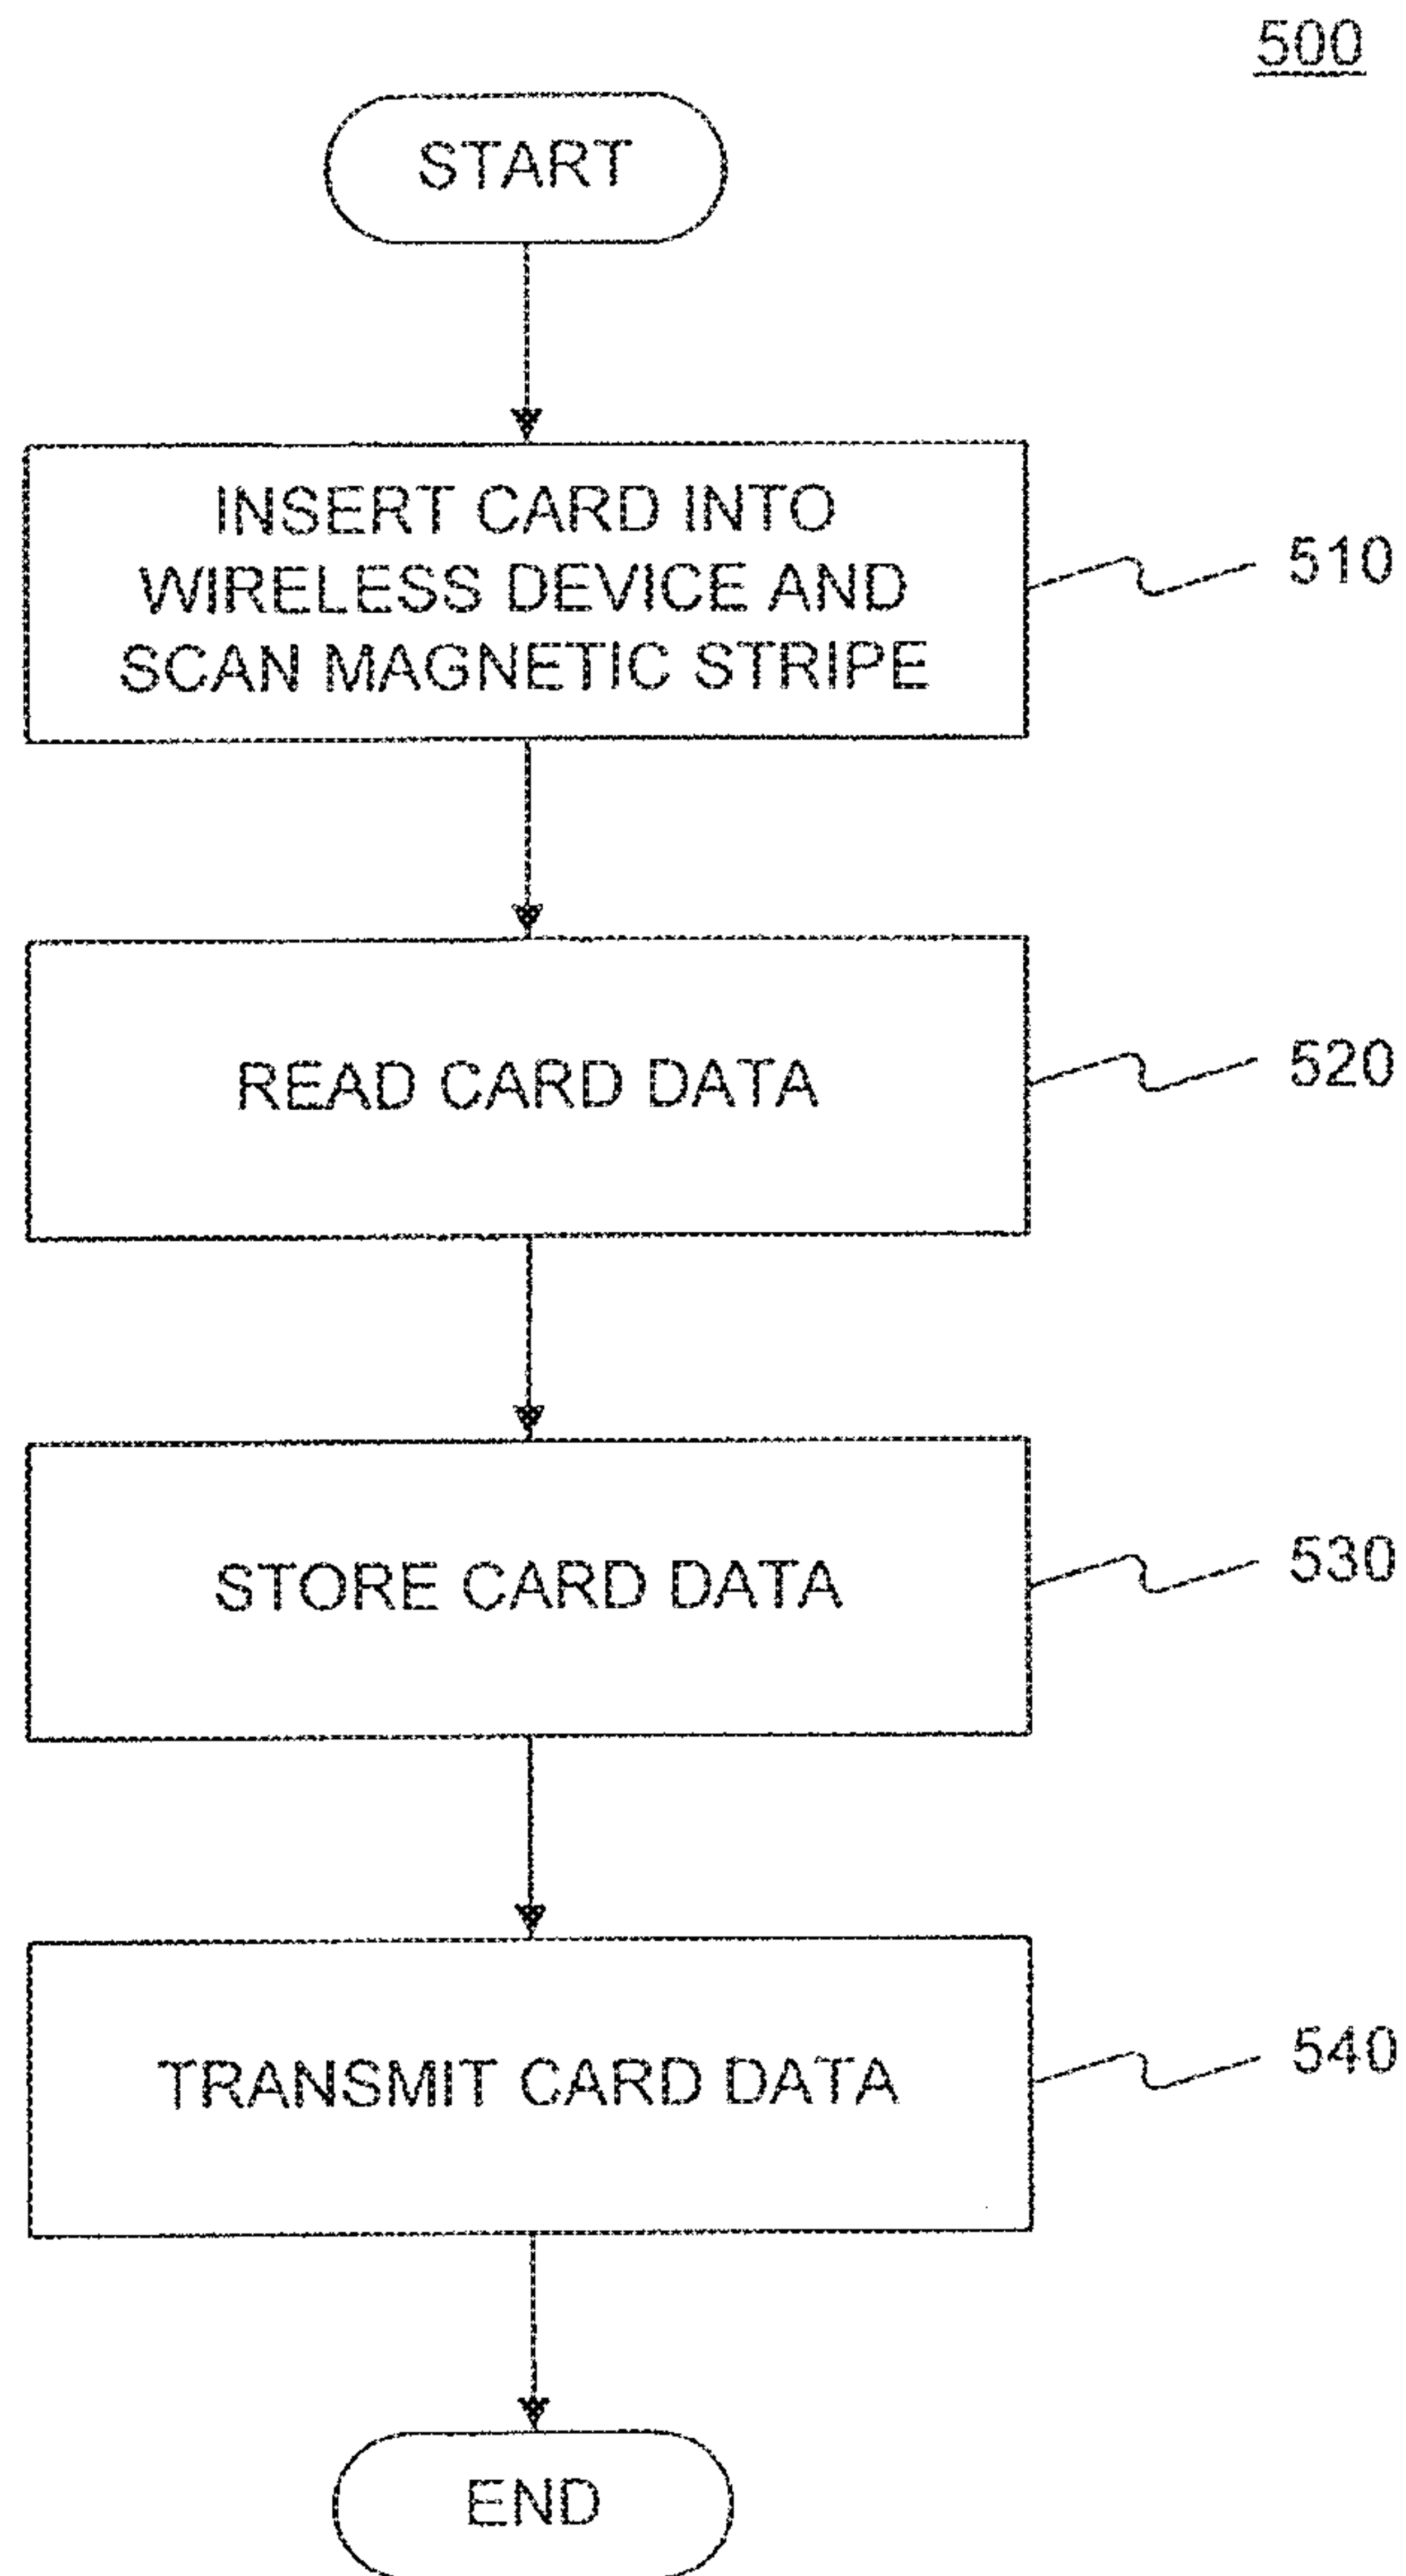 500
START
INSERT CARD INTO
WIRELESS DEVICE AND
SCAN MAGNETIC STRIPE
510
READ CARD DATA
520
STORE CARD DATA
530
TRANSMIT CARD DATA
540
END